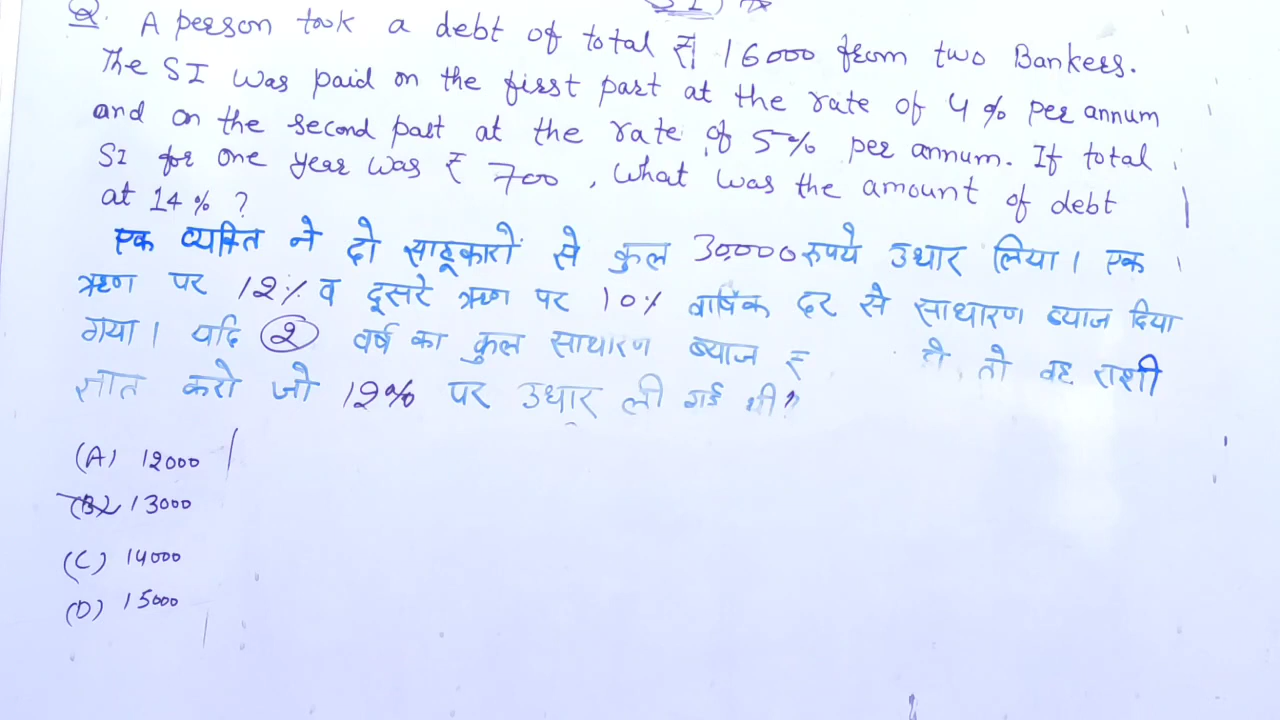 Q. A person took a debt of total ₹ 16000 from two Bankers.
The SI was paid on the first part at the rate of 4% per annum
and on the second part at the rate of 5% per annum. If total
SI for one year was ₹ 700, What was the amount of debt
at 14% ?
एक व्यक्ति ने दो साहूकारों से कुल 30,000 रुपये उधार लिया। एक
ऋण पर 12% व दूसरे ऋण पर 10% वार्षिक दर से साधारण ब्याज दिया
गया। यदि 2 वर्ष का कुल साधारण ब्याज ₹ तो वह राशी
ज्ञात करो जो 12% पर उधार ली गई थी?
(A) 12000
(B) 13000
(C) 14000
(D) 15000